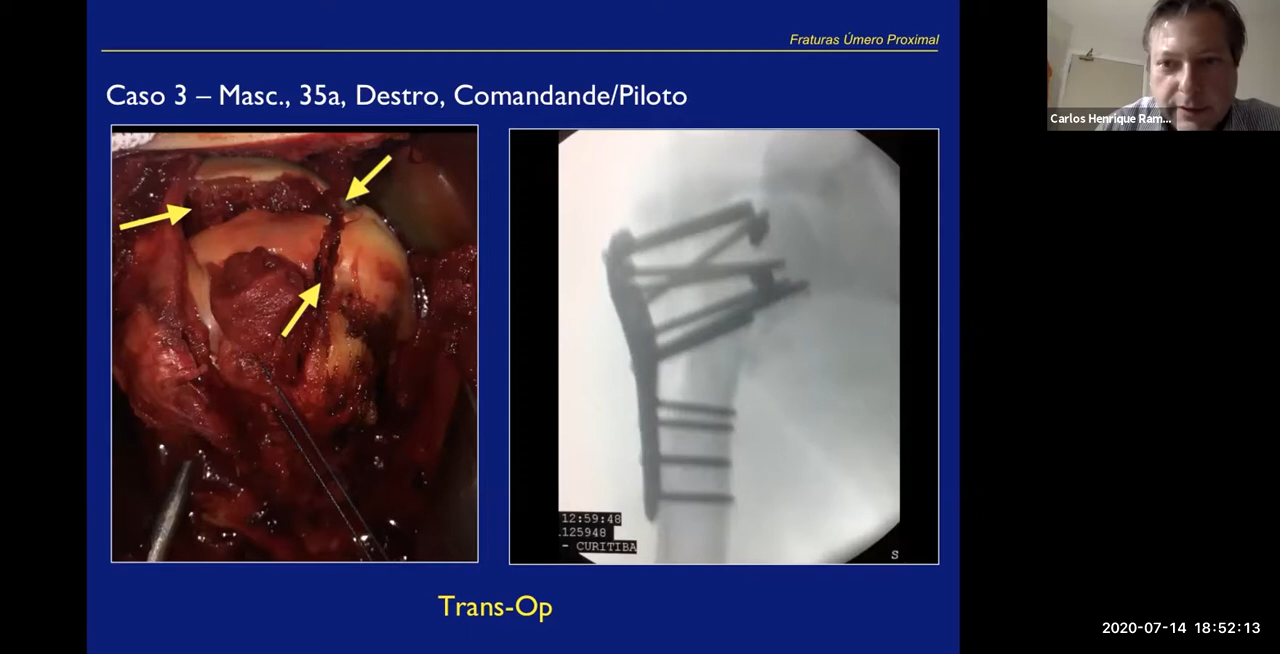 Fraturas Úmero Proximal
Caso 3 – Masc., 35a, Destro, Comandande/Piloto
Carlos Henrique Ram...
12:59:48
.125948
- CURITIBA
S
Trans-Op
2020-07-14 18:52:13